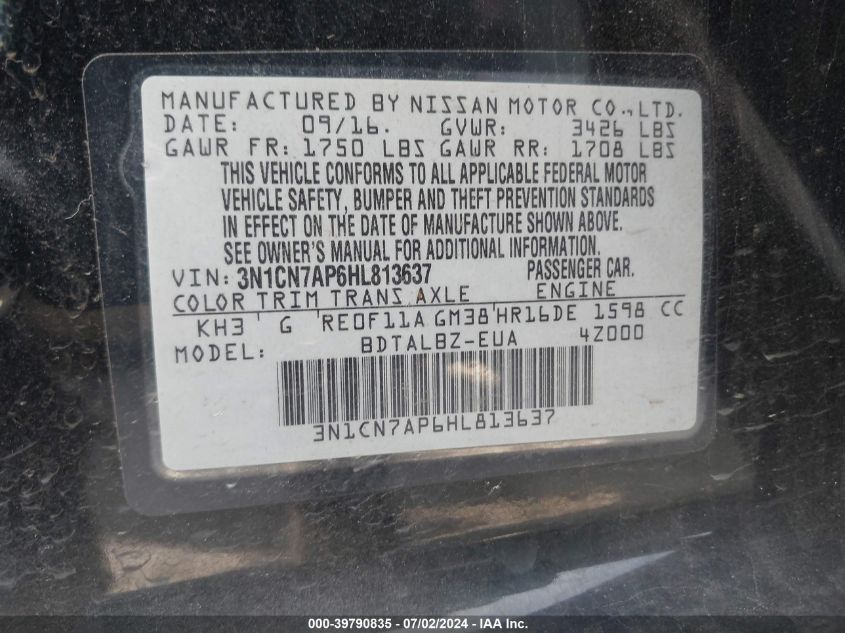 MANUFACTURED BY NISSAN MOTOR CO.,LTD.
DATE: 09/16. GVWR: 3426 LBS
GAWR FR: 1750 LBS GAWR RR: 1708 LBS
THIS VEHICLE CONFORMS TO ALL APPLICABLE FEDERAL MOTOR
VEHICLE SAFETY, BUMPER AND THEFT PREVENTION STANDARDS
IN EFFECT ON THE DATE OF MANUFACTURE SHOWN ABOVE.
SEE OWNER'S MANUAL FOR ADDITIONAL INFORMATION.
VIN: 3N1CN7AP6HL813637 PASSENGER CAR.
COLOR TRIM TRANS AXLE ENGINE
KH3 G RE0F11A GM38 HR16DE 1598 CC
MODEL: BDTALBZ-EUA 4Z000
3N1CN7AP6HL813637
000-39790835 - 07/02/2024 - IAA Inc.